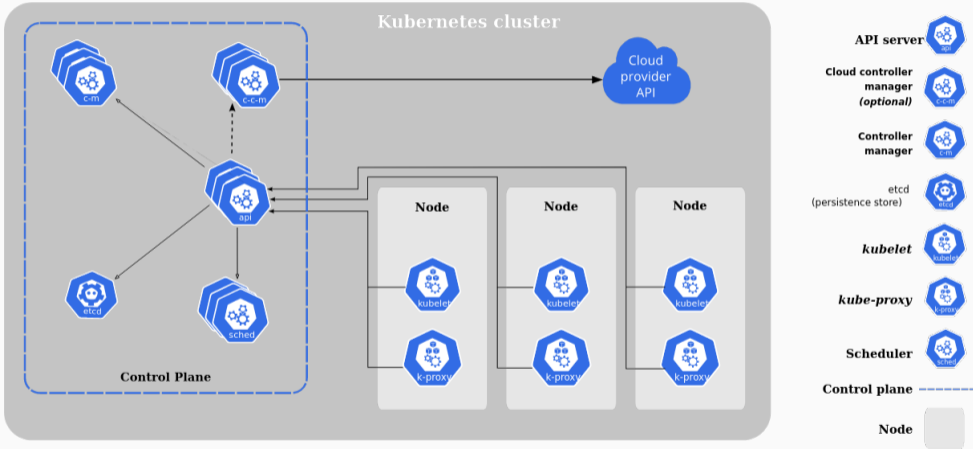 Kubernetes cluster
c-m
c-c-m
Cloud
provider
API
api
etcd
sched
Control Plane
Node
kubelet
k-proxy
Node
kubelet
k-proxy
Node
kubelet
k-proxy
API server
api
Cloud controller
manager
(optional)
c-c-m
Controller
manager
c-m
etcd
(persistence store)
etcd
kubelet
kubelet
kube-proxy
k-proxy
Scheduler
sched
Control plane
Node